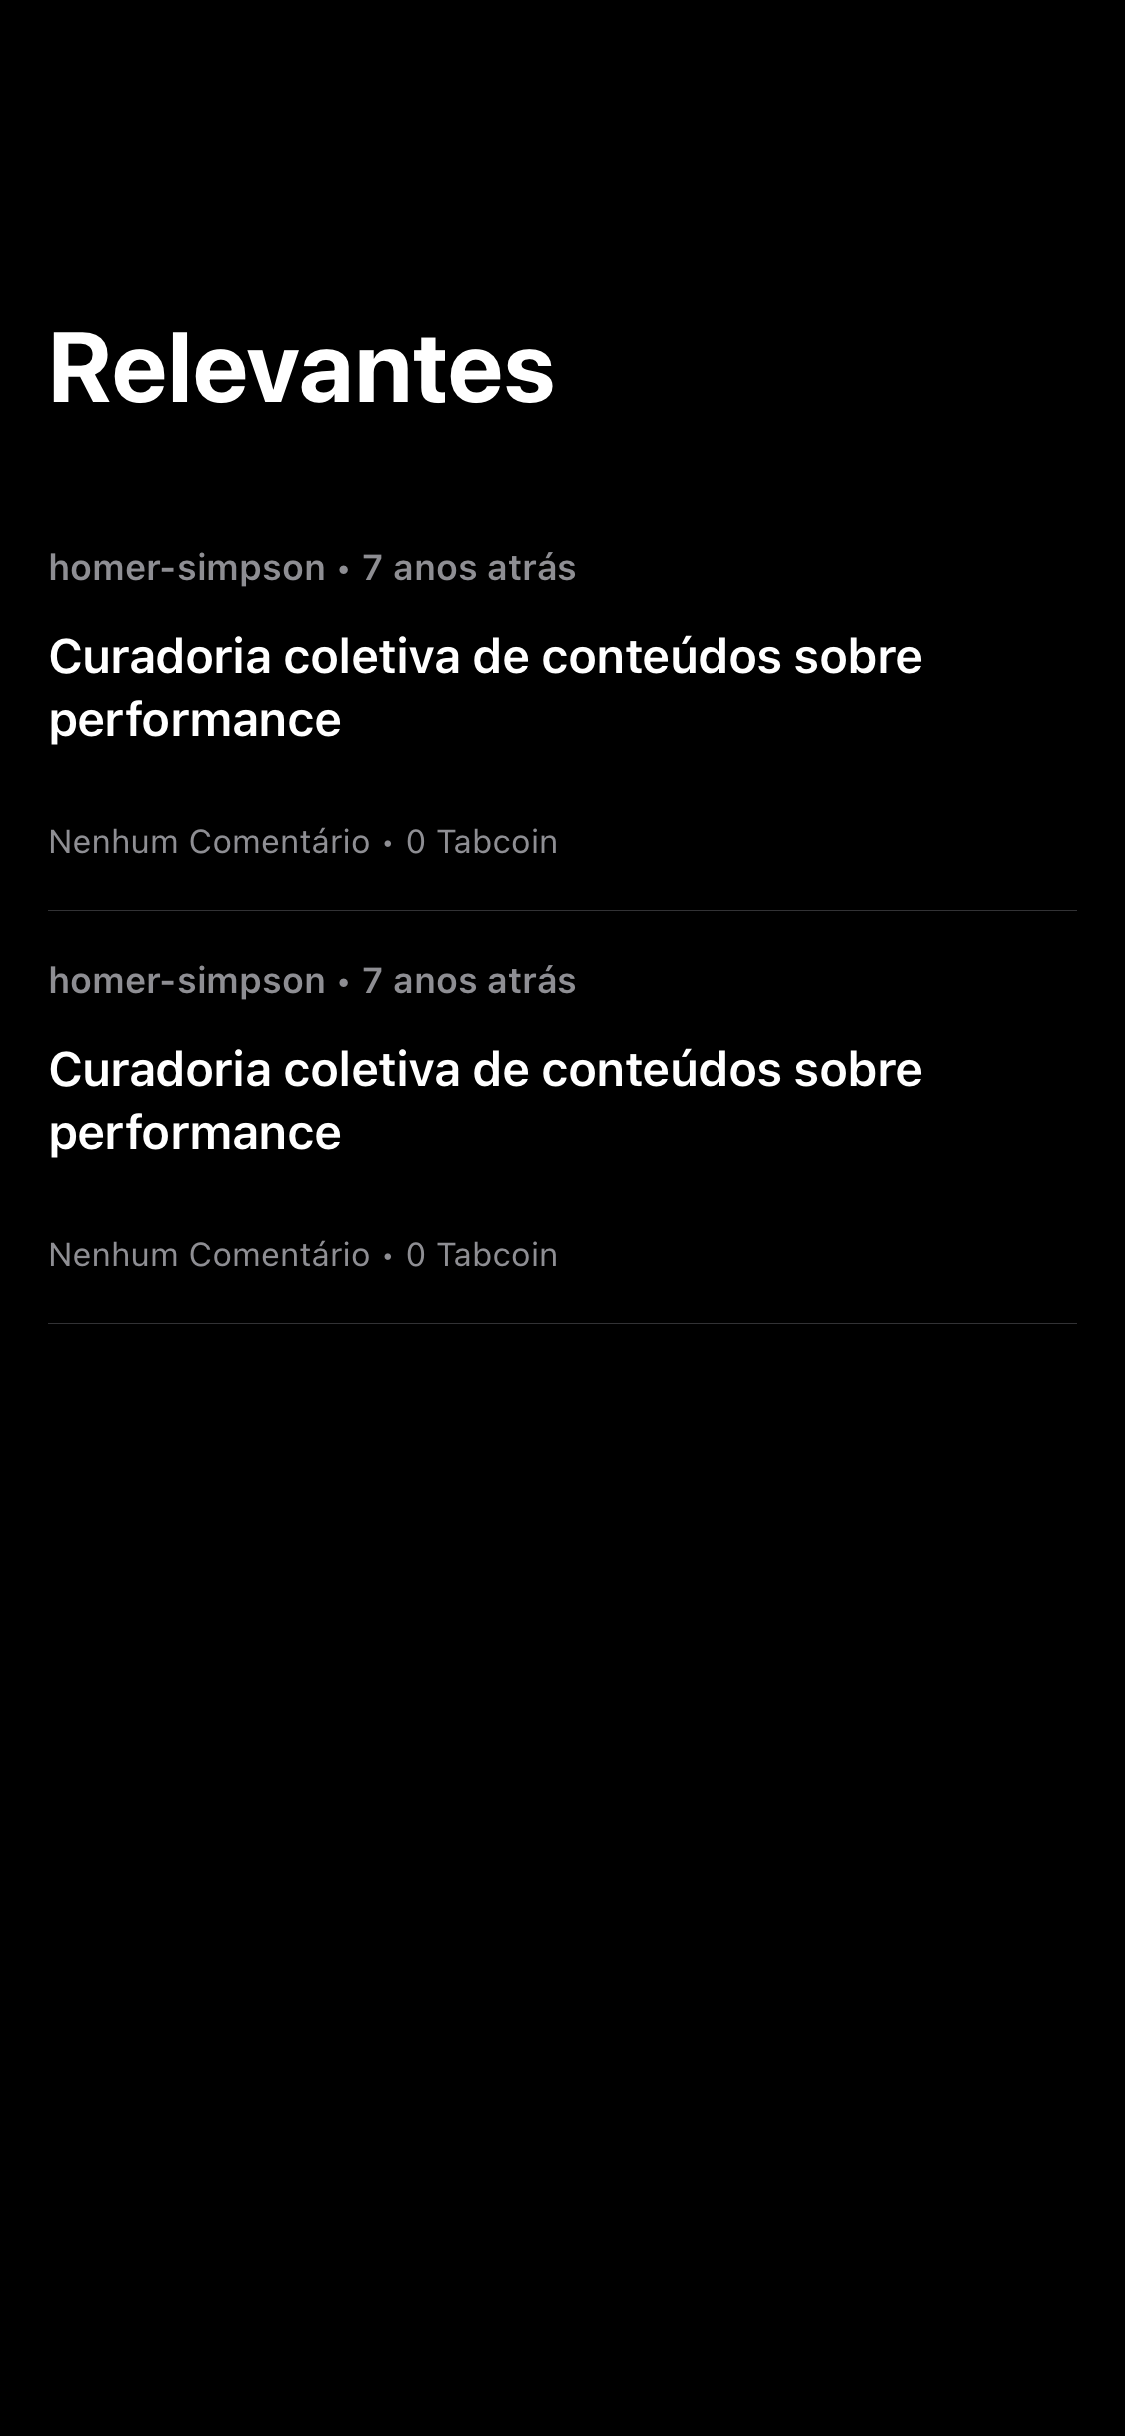 Relevantes
homer-simpson • 7 anos atrás
Curadoria coletiva de conteúdos sobre
performance
Nenhum Comentário • 0 Tabcoin
homer-simpson • 7 anos atrás
Curadoria coletiva de conteúdos sobre
performance
Nenhum Comentário • 0 Tabcoin